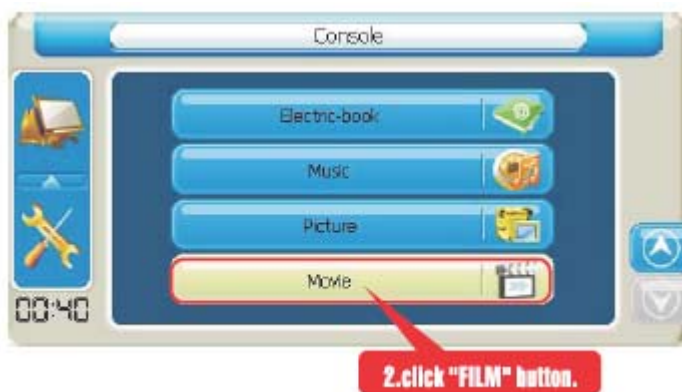 Console
Electric-book
Music
Picture
Movie
00:40
2.click "FILM" button.